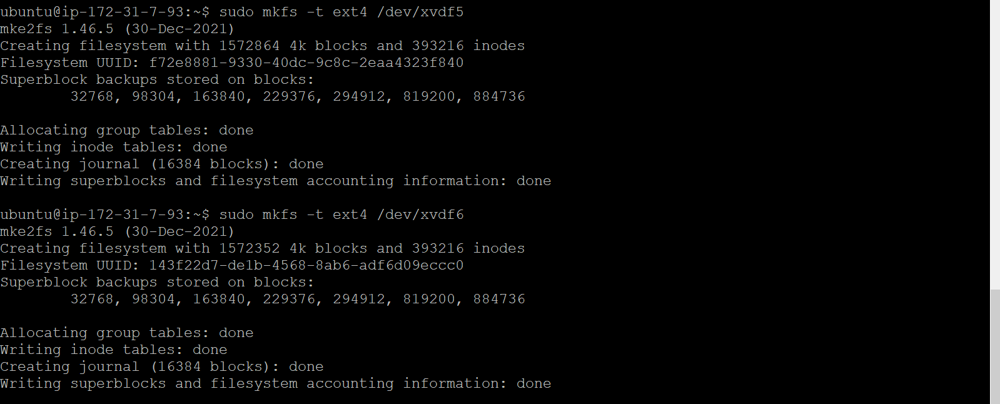 ubuntu@ip-172-31-7-93:~$ sudo mkfs -t ext4 /dev/xvdf5
mke2fs 1.46.5 (30-Dec-2021)
Creating filesystem with 1572864 4k blocks and 393216 inodes
Filesystem UUID: f72e8881-9330-40dc-9c8c-2eaa4323f840
Superblock backups stored on blocks:
        32768, 98304, 163840, 229376, 294912, 819200, 884736

Allocating group tables: done
Writing inode tables: done
Creating journal (16384 blocks): done
Writing superblocks and filesystem accounting information: done

ubuntu@ip-172-31-7-93:~$ sudo mkfs -t ext4 /dev/xvdf6
mke2fs 1.46.5 (30-Dec-2021)
Creating filesystem with 1572352 4k blocks and 393216 inodes
Filesystem UUID: 143f22d7-de1b-4568-8ab6-adf6d09eccc0
Superblock backups stored on blocks:
        32768, 98304, 163840, 229376, 294912, 819200, 884736

Allocating group tables: done
Writing inode tables: done
Creating journal (16384 blocks): done
Writing superblocks and filesystem accounting information: done